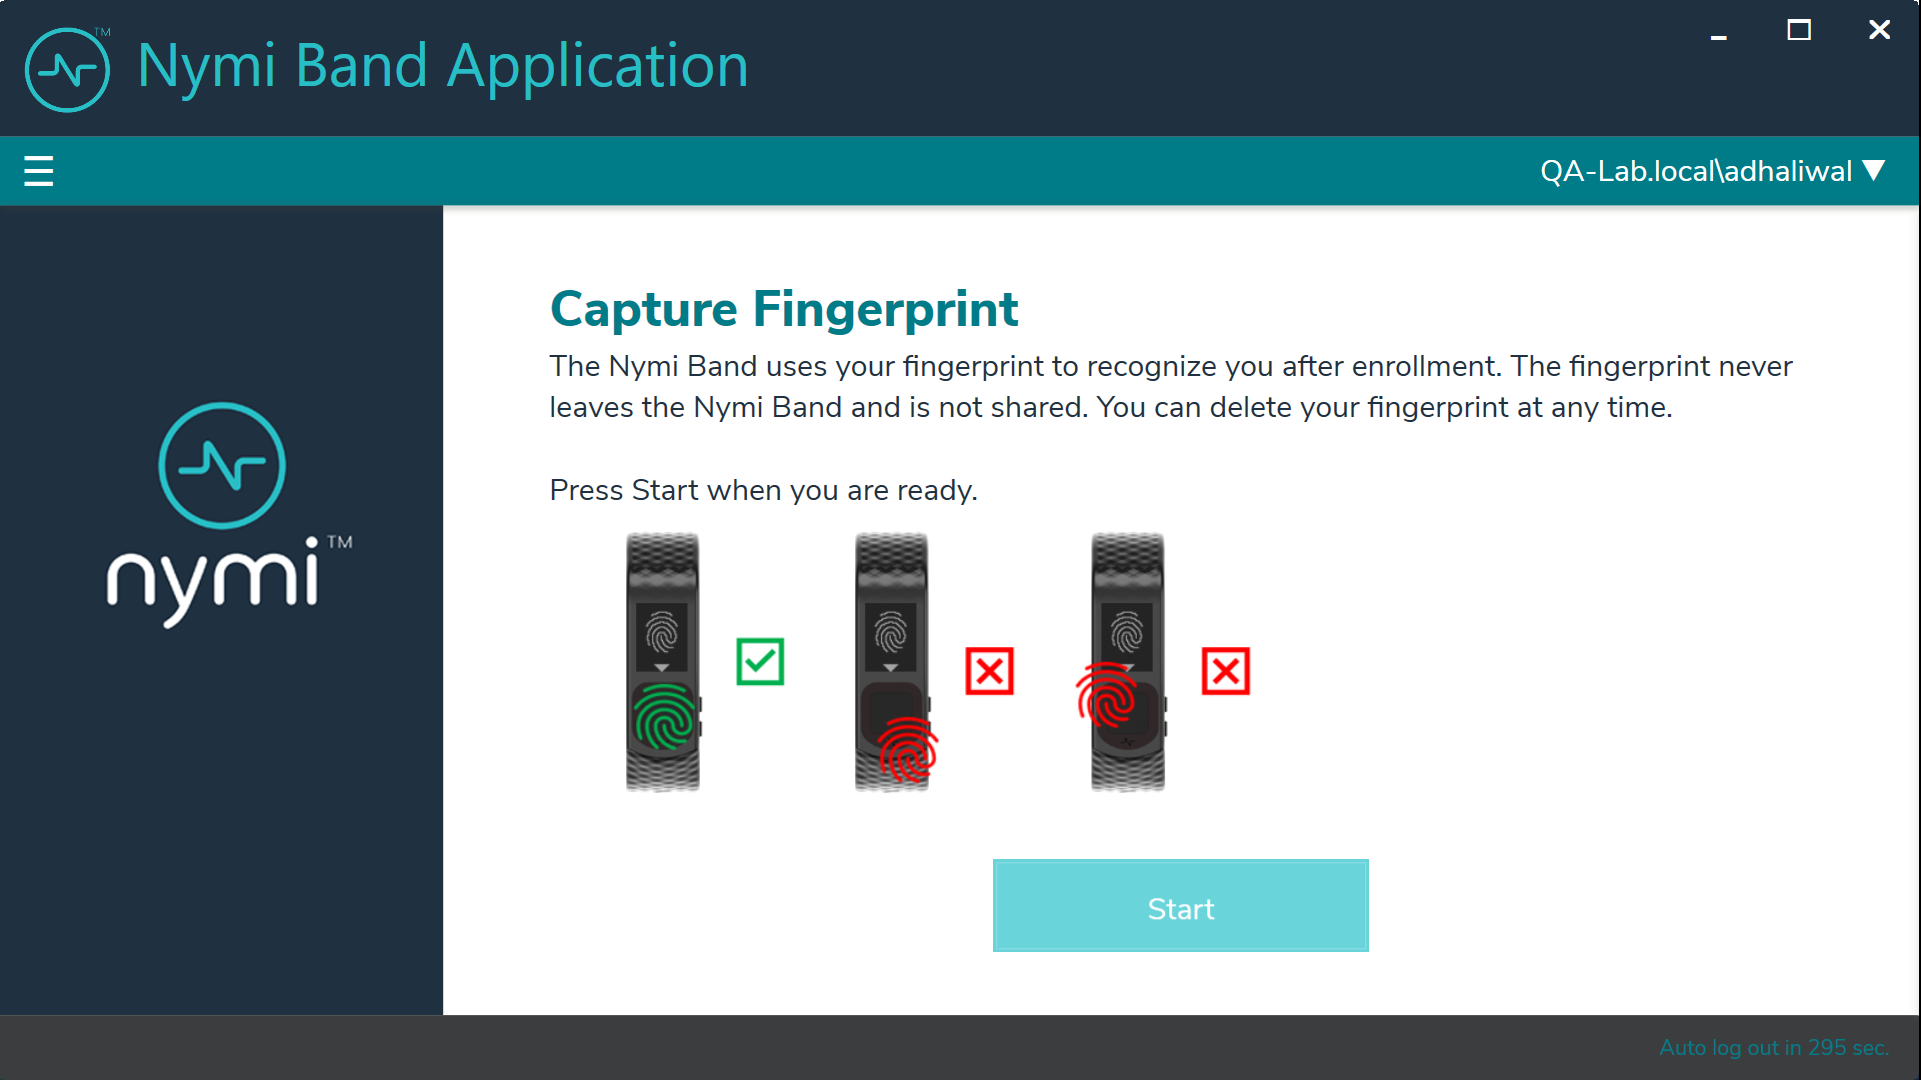 Nymi Band Application
TM
QA-Lab.local\adhaliwal
nymi
TM
Capture Fingerprint
The Nymi Band uses your fingerprint to recognize you after enrollment. The fingerprint never
leaves the Nymi Band and is not shared. You can delete your fingerprint at any time.
Press Start when you are ready.
Start
Auto log out in 295 sec.